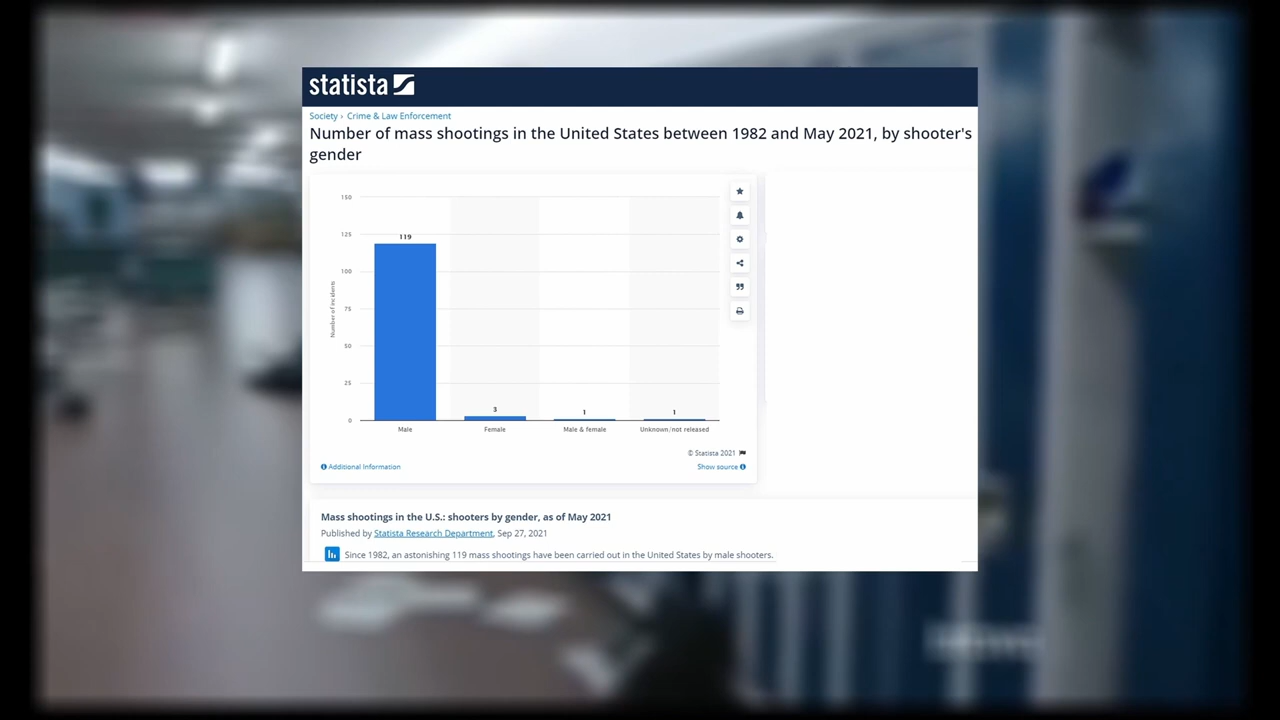 statista
Society › Crime & Law Enforcement
Number of mass shootings in the United States between 1982 and May 2021, by shooter's
gender
150
125
100
75
50
25
0
Number of incidents
119
3
1
1
Male
Female
Male & female
Unknown/not released
© Statista 2021
Additional Information
Show source
Mass shootings in the U.S.: shooters by gender, as of May 2021
Published by Statista Research Department, Sep 27, 2021
Since 1982, an astonishing 119 mass shootings have been carried out in the United States by male shooters.